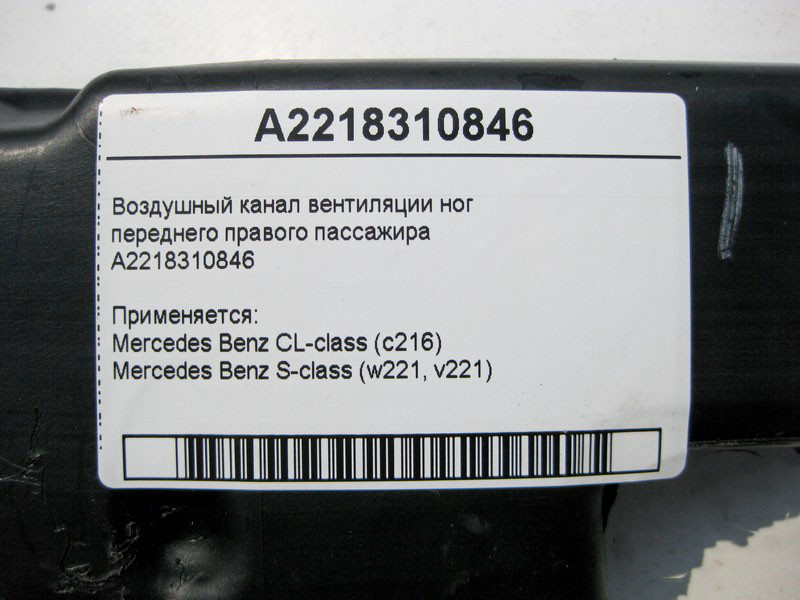 A2218310846
Воздушный канал вентиляции ног
переднего правого пассажира
A2218310846
Применяется:
Mercedes Benz CL-class (c216)
Mercedes Benz S-class (w221, v221)